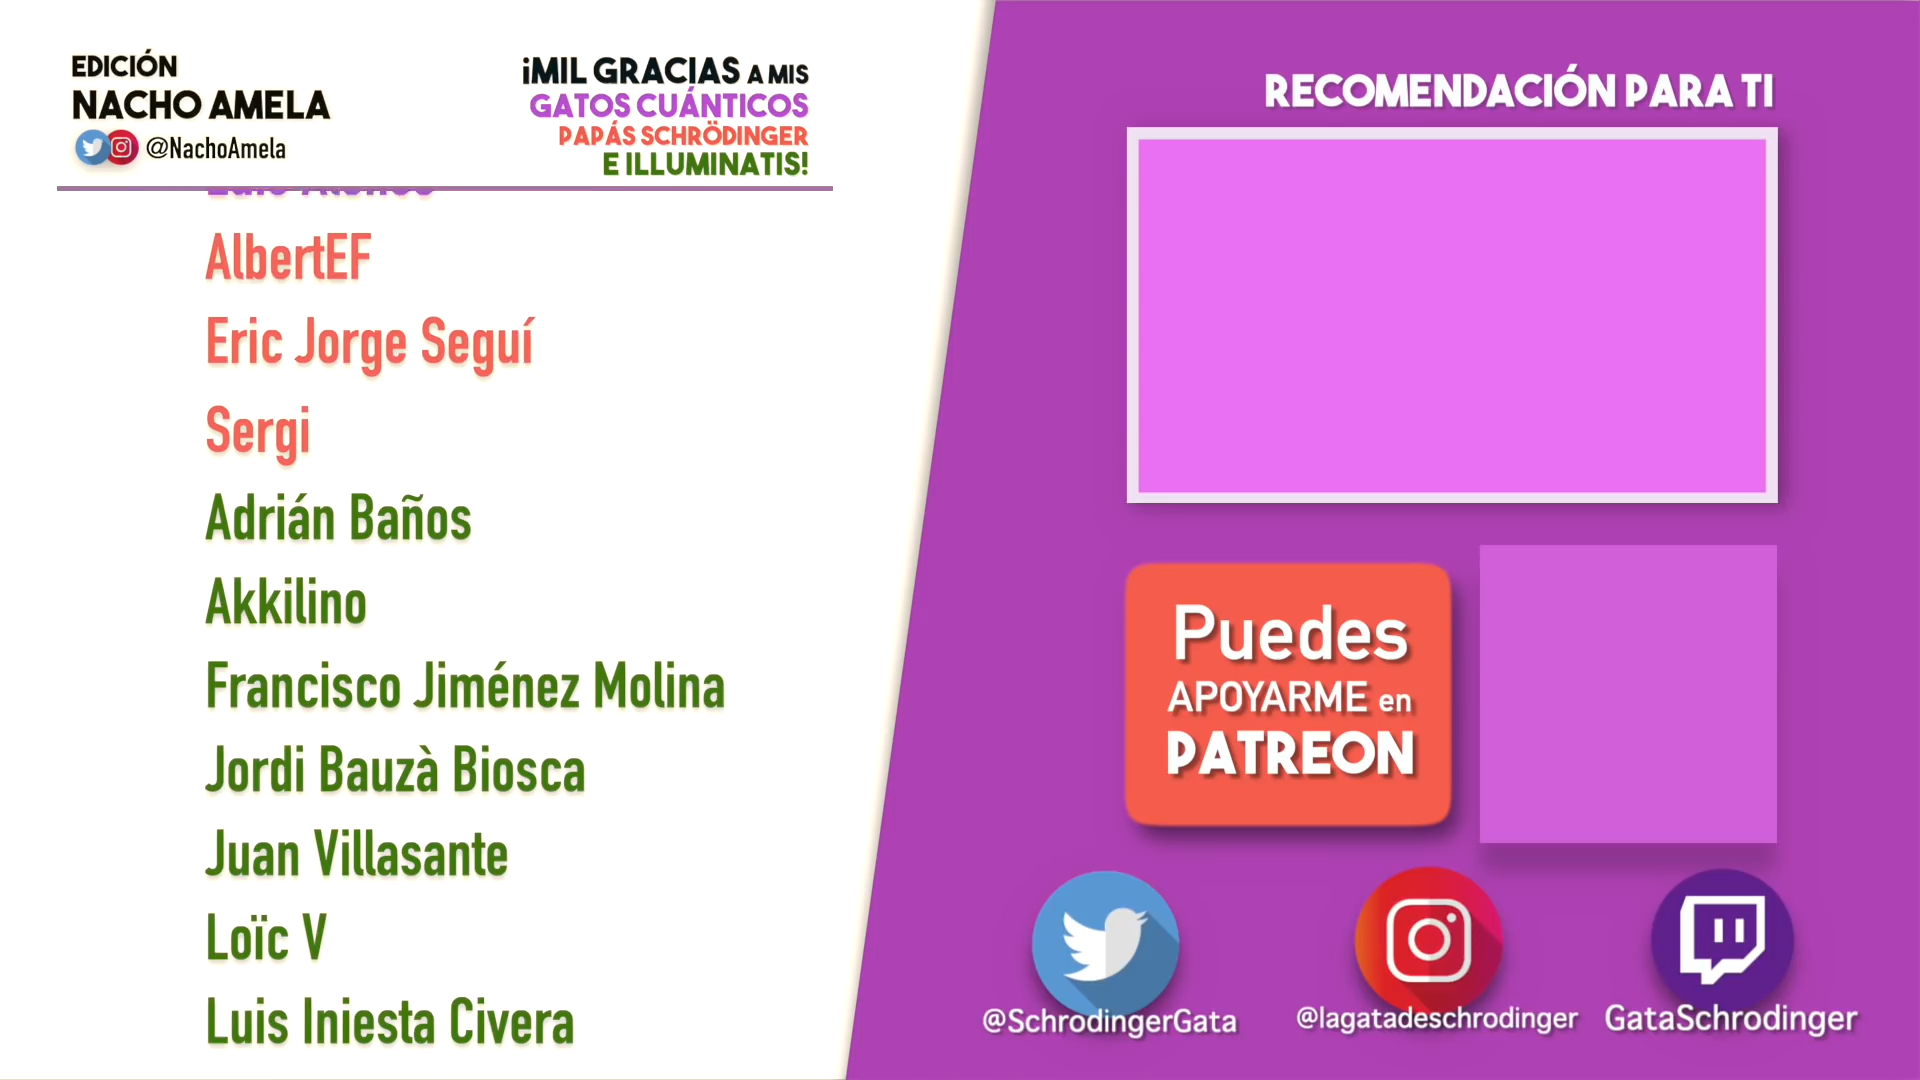 EDICIÓN
NACHO AMELA
@NachoAmela
¡MIL GRACIAS A MIS
GATOS CUÁNTICOS
PAPÁS SCHRÖDINGER
E ILLUMINATIS!
AlbertEF
Eric Jorge Seguí
Sergi
Adrián Baños
Akkilino
Francisco Jiménez Molina
Jordi Bauzà Biosca
Juan Villasante
Loïc V
Luis Iniesta Civera
RECOMENDACIÓN PARA TI
Puedes
APOYARME en
PATREON
@SchrodingerGata
@lagatadeschrodinger
GataSchrodinger